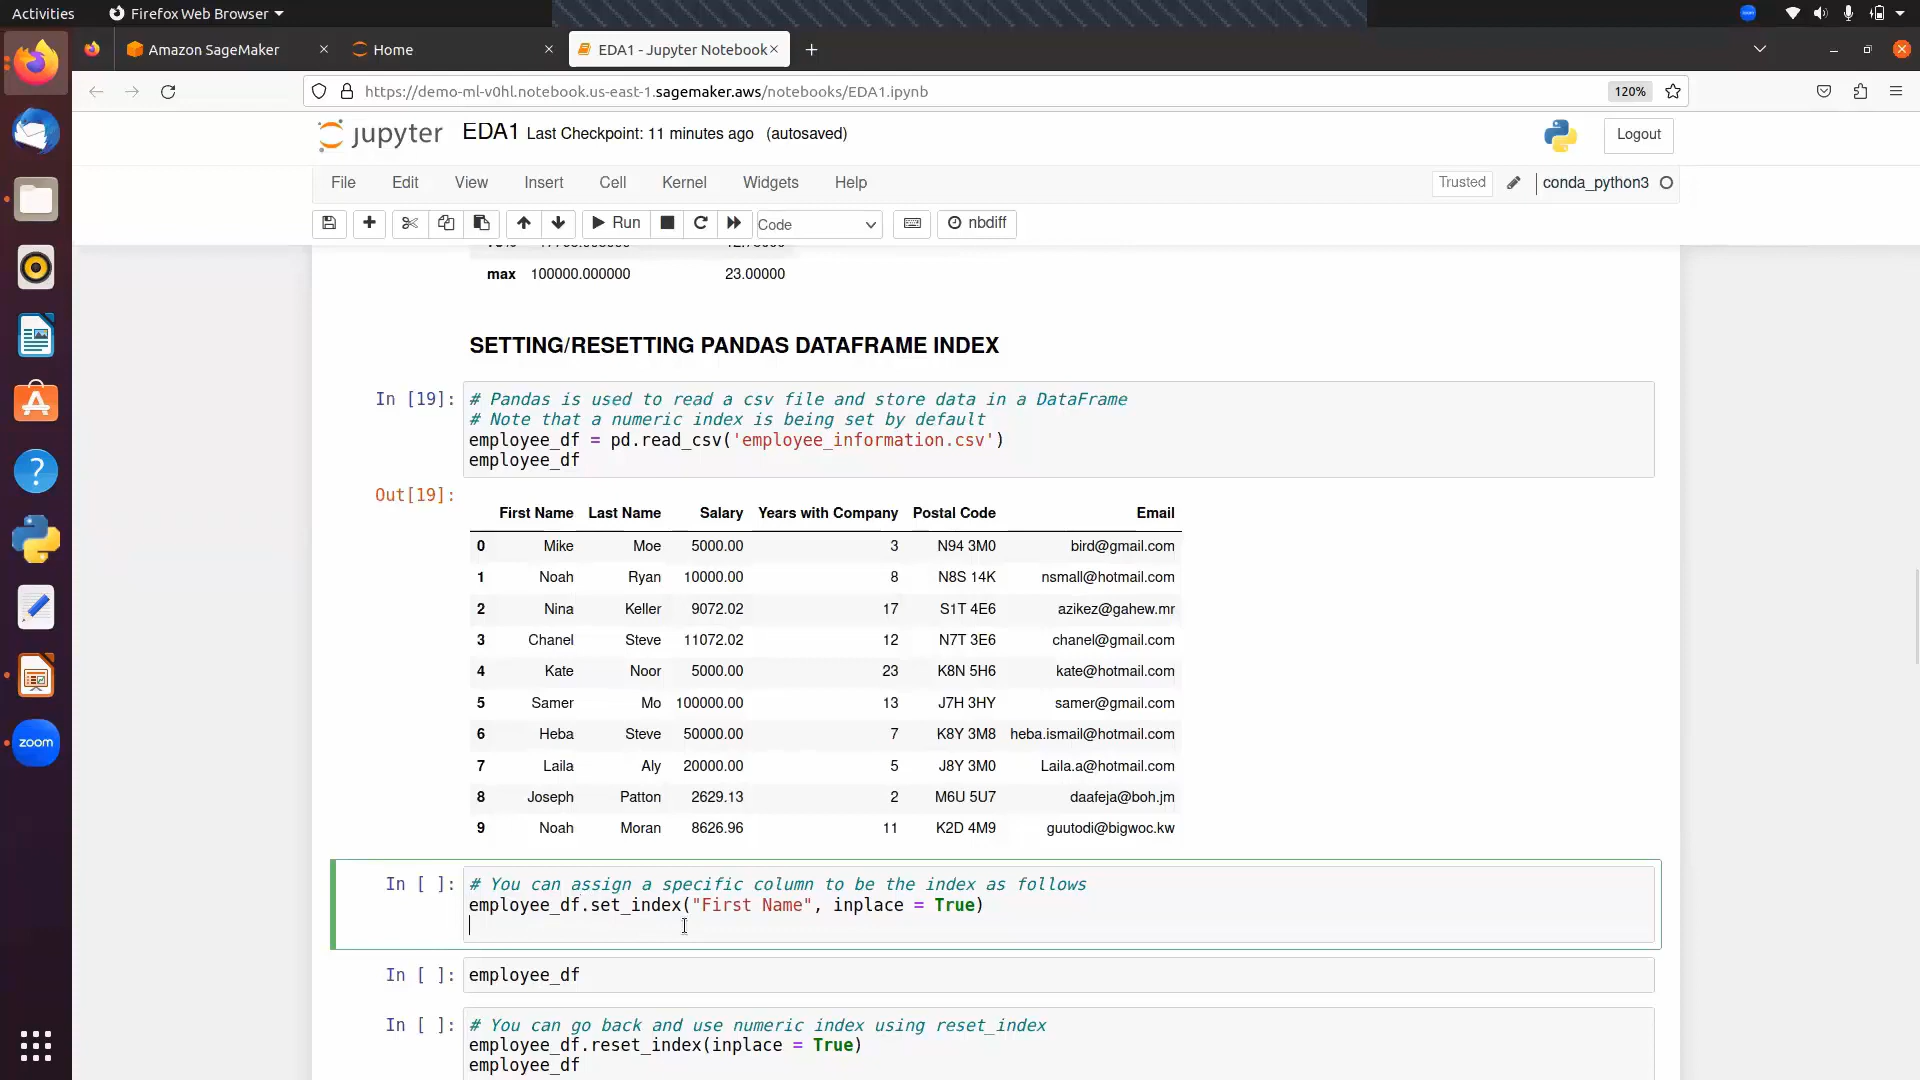 Activities Firefox Web Browser
Amazon SageMaker Home EDA1 - Jupyter Notebook
https://demo-ml-v0hl.notebook.us-east-1.sagemaker.aws/notebooks/EDA1.ipynb 120%
jupyter EDA1 Last Checkpoint: 11 minutes ago (autosaved) Logout
File Edit View Insert Cell Kernel Widgets Help Trusted conda_python3
Run Code nbdiff
max 100000.000000 23.00000
SETTING/RESETTING PANDAS DATAFRAME INDEX
In [19]: # Pandas is used to read a csv file and store data in a DataFrame
# Note that a numeric index is being set by default
employee_df = pd.read_csv('employee_information.csv')
employee_df
Out[19]:
First Name Last Name Salary Years with Company Postal Code Email
0 Mike Moe 5000.00 3 N94 3M0 bird@gmail.com
1 Noah Ryan 10000.00 8 N8S 14K nsmall@hotmail.com
2 Nina Keller 9072.02 17 S1T 4E6 azikez@gahew.mr
3 Chanel Steve 11072.02 12 N7T 3E6 chanel@gmail.com
4 Kate Noor 5000.00 23 K8N 5H6 kate@hotmail.com
5 Samer Mo 100000.00 13 J7H 3HY samer@gmail.com
6 Heba Steve 50000.00 7 K8Y 3M8 heba.ismail@hotmail.com
7 Laila Aly 20000.00 5 J8Y 3M0 Laila.a@hotmail.com
8 Joseph Patton 2629.13 2 M6U 5U7 daafeja@boh.jm
9 Noah Moran 8626.96 11 K2D 4M9 guutodi@bigwoc.kw
In [ ]: # You can assign a specific column to be the index as follows
employee_df.set_index("First Name", inplace = True)
zoom
In [ ]: employee_df
In [ ]: # You can go back and use numeric index using reset_index
employee_df.reset_index(inplace = True)
employee_df